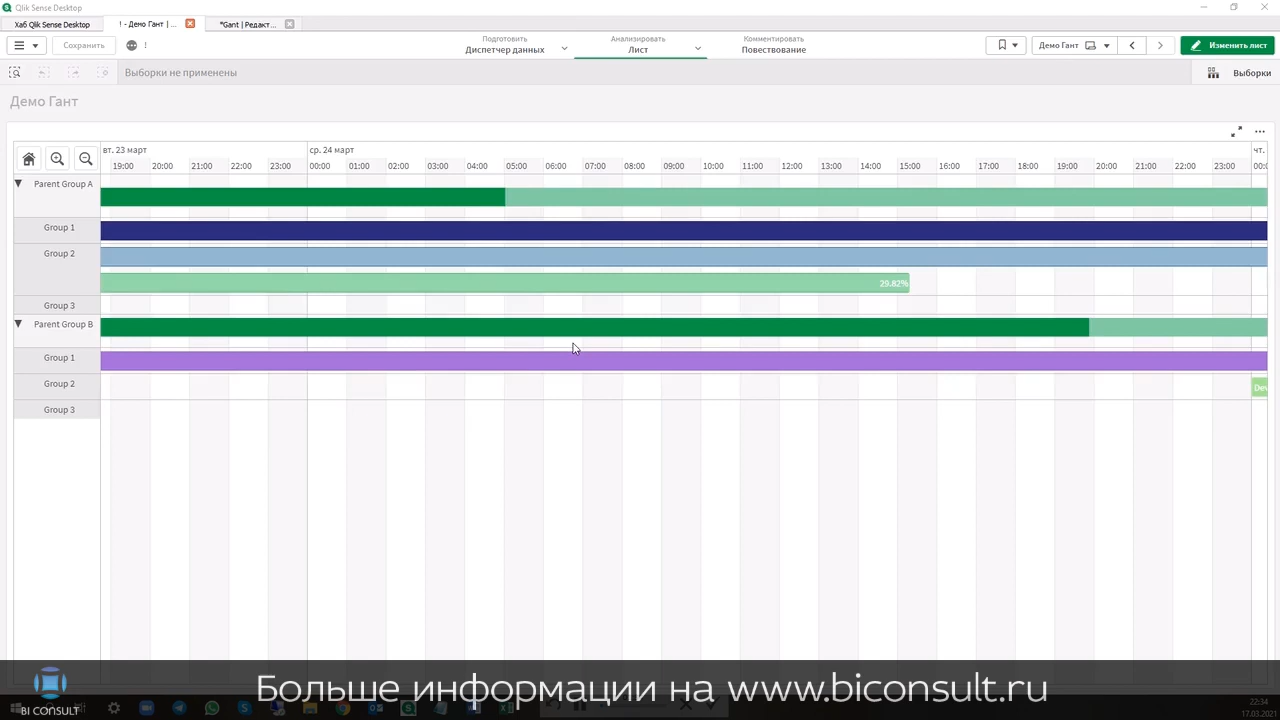 Qlik Sense Desktop
Хаб Qlik Sense Desktop
! - Демо Гант | ...
*Gant | Редакт...
Сохранить
!
Подготовить
Диспетчер данных
Анализировать
Лист
Комментировать
Повествование
Демо Гант
Изменить лист
Выборки не применены
Выборки
Демо Гант
вт. 23 март
ср. 24 март
чт.
19:00 20:00 21:00 22:00 23:00 00:00 01:00 02:00 03:00 04:00 05:00 06:00 07:00 08:00 09:00 10:00 11:00 12:00 13:00 14:00 15:00 16:00 17:00 18:00 19:00 20:00 21:00 22:00 23:00
Parent Group A
Group 1
Group 2
29.82%
Group 3
Parent Group B
Group 1
Group 2
Dev
Group 3
Больше информации на www.biconsult.ru
BI CONSULT
22:34
17.03.2021